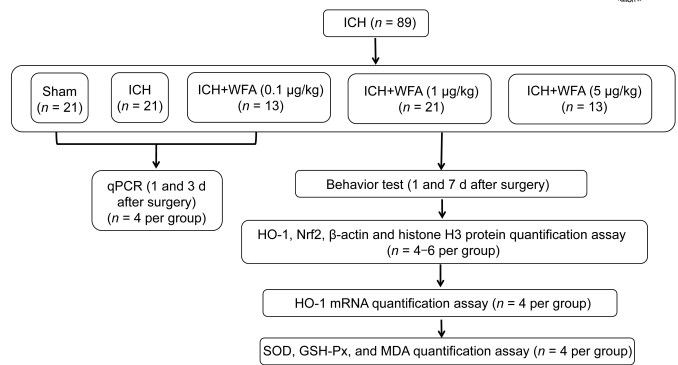 ICH (n = 89)
Sham
(n = 21)
ICH
(n = 21)
ICH+WFA (0.1 μg/kg)
(n = 13)
ICH+WFA (1 μg/kg)
(n = 21)
ICH+WFA (5 μg/kg)
(n = 13)
qPCR (1 and 3 d
after surgery)
(n = 4 per group)
Behavior test (1 and 7 d after surgery)
HO-1, Nrf2, β-actin and histone H3 protein quantification assay
(n = 4−6 per group)
HO-1 mRNA quantification assay (n = 4 per group)
SOD, GSH-Px, and MDA quantification assay (n = 4 per group)